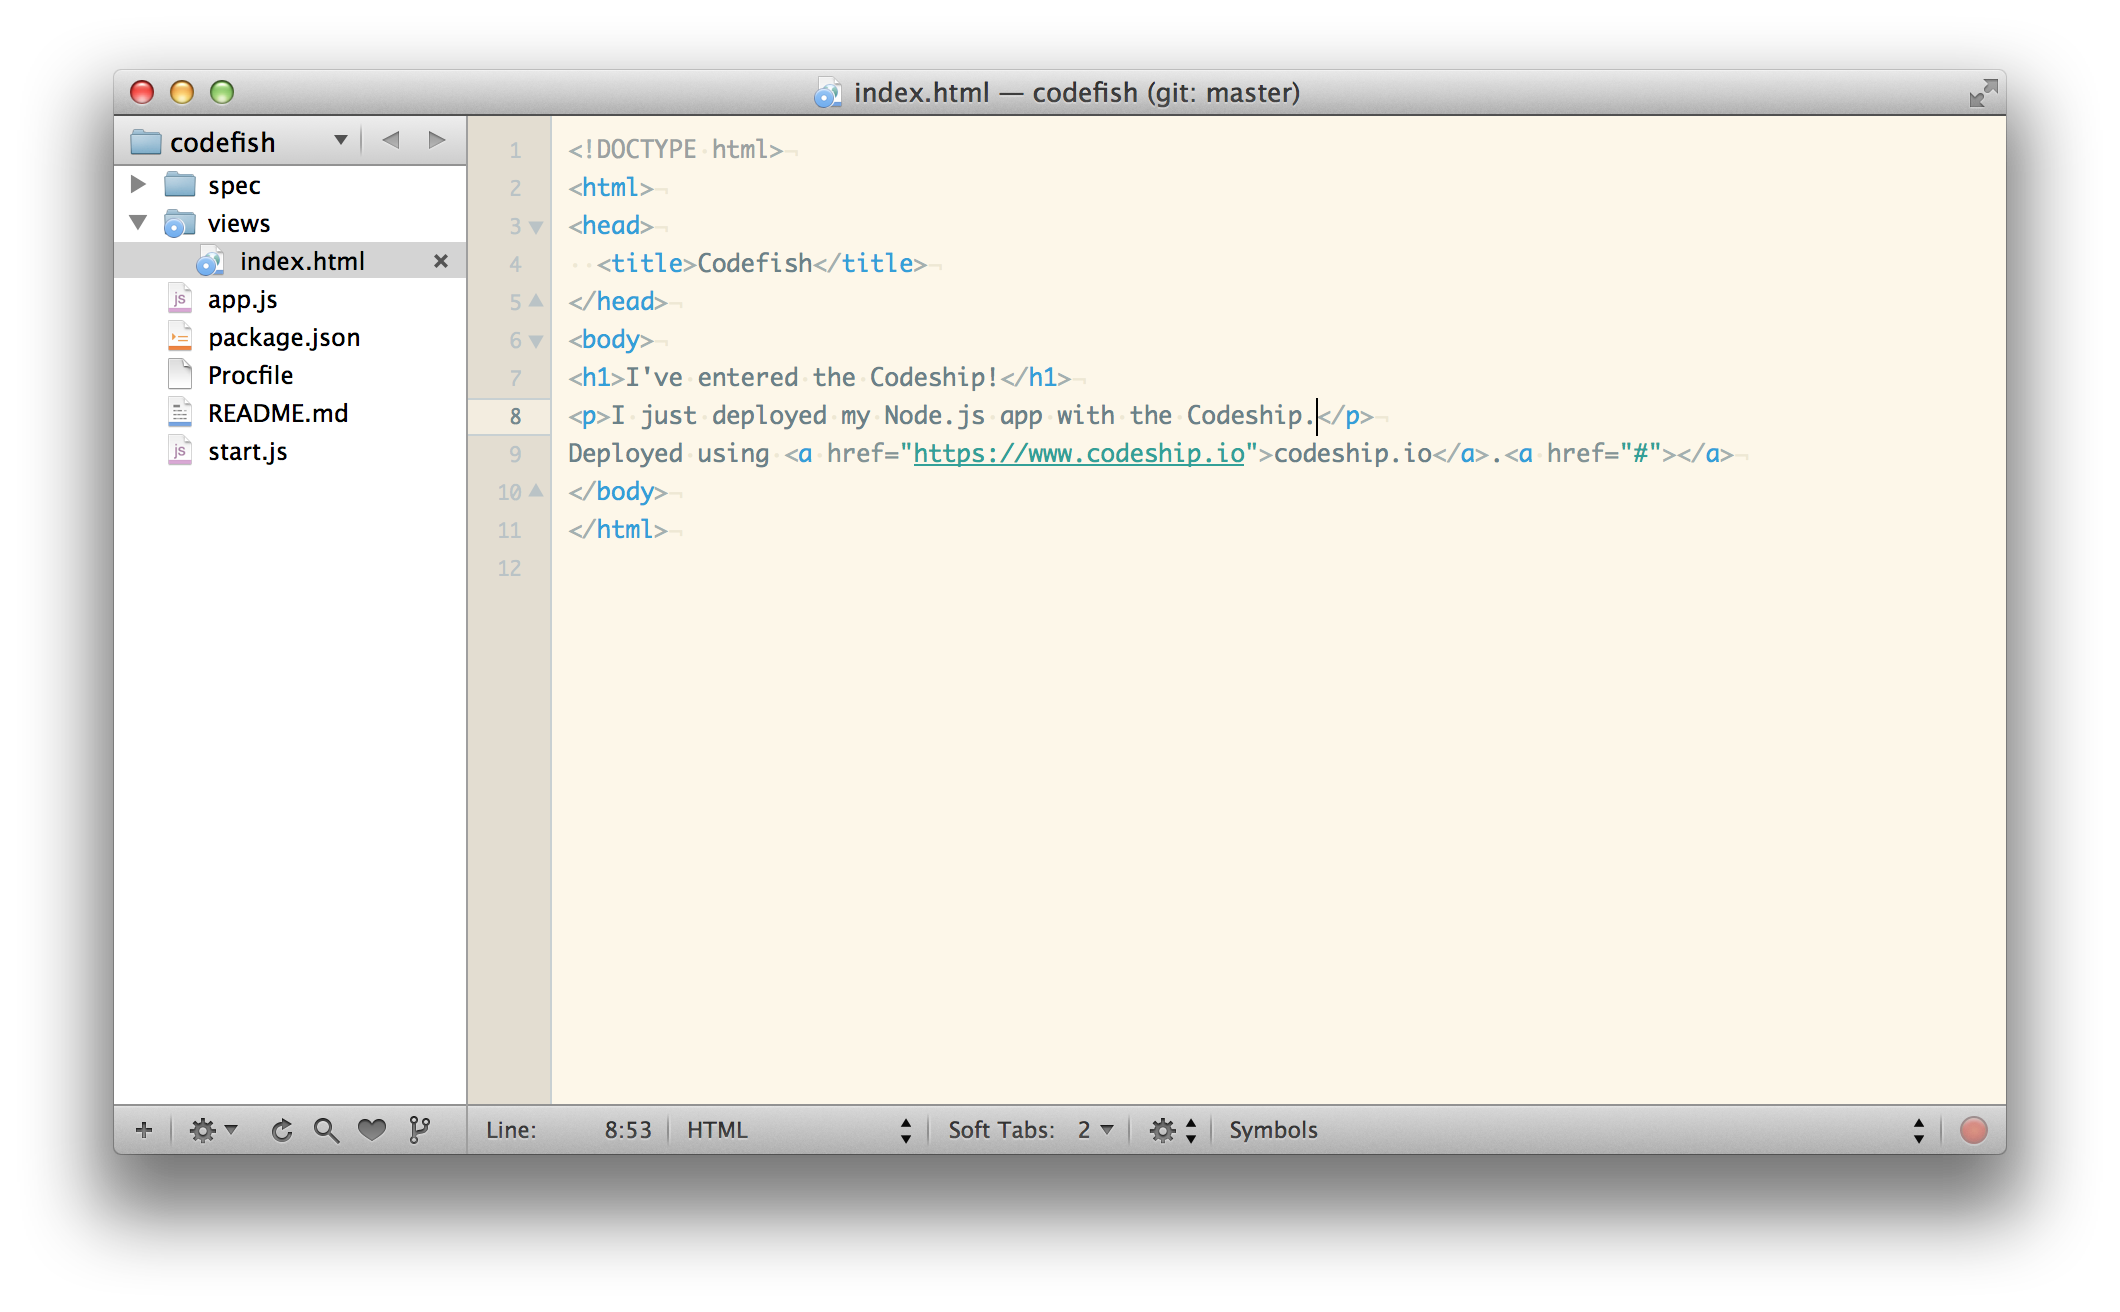 index.html — codefish (git: master)
codefish
spec
views
index.html
app.js
package.json
Procfile
README.md
start.js
1 <!DOCTYPE html>
2 <html>
3 <head>
4   <title>Codefish</title>
5 </head>
6 <body>
7 <h1>I've entered the Codeship!</h1>
8 <p>I just deployed my Node.js app with the Codeship.</p>
9 Deployed using <a href="https://www.codeship.io">codeship.io</a>.<a href="#"></a>
10 </body>
11 </html>
12
Line: 8:53 HTML Soft Tabs: 2 Symbols